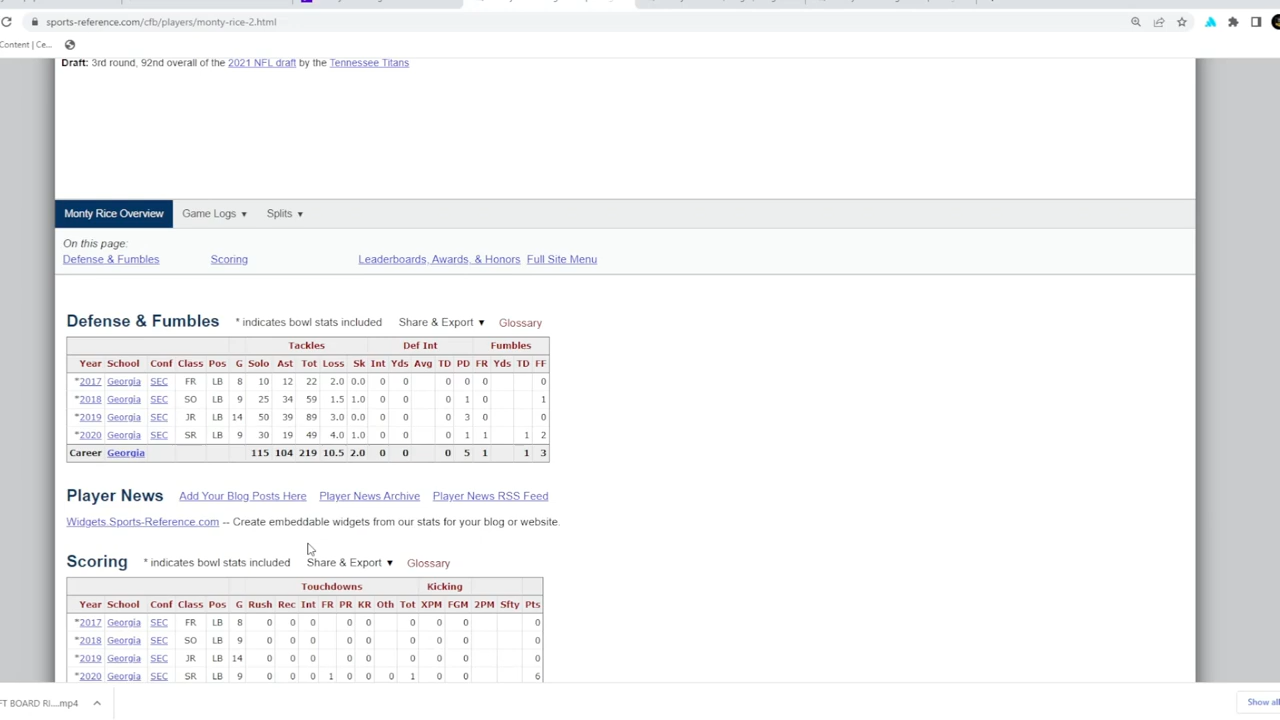 sports-reference.com/cfb/players/monty-rice-2.html
Content | Ce...
Draft: 3rd round, 92nd overall of the 2021 NFL draft by the Tennessee Titans
Monty Rice Overview Game Logs ▼ Splits ▼
On this page:
Defense & Fumbles Scoring Leaderboards, Awards, & Honors Full Site Menu
Defense & Fumbles * indicates bowl stats included Share & Export ▼ Glossary
Tackles Def Int Fumbles
Year School Conf Class Pos G Solo Ast Tot Loss Sk Int Yds Avg TD PD FR Yds TD FF
*2017 Georgia SEC FR LB 8 10 12 22 2.0 0.0 0 0 0 0 0 0
*2018 Georgia SEC SO LB 9 25 34 59 1.5 1.0 0 0 0 1 0 1
*2019 Georgia SEC JR LB 14 50 39 89 3.0 0.0 0 0 0 3 0 0
*2020 Georgia SEC SR LB 9 30 19 49 4.0 1.0 0 0 0 1 1 1 2
Career Georgia 115 104 219 10.5 2.0 0 0 0 5 1 1 3
Player News Add Your Blog Posts Here Player News Archive Player News RSS Feed
Widgets.Sports-Reference.com -- Create embeddable widgets from our stats for your blog or website.
Scoring * indicates bowl stats included Share & Export ▼ Glossary
Touchdowns Kicking
Year School Conf Class Pos G Rush Rec Int FR PR KR Oth Tot XPM FGM 2PM Sfty Pts
*2017 Georgia SEC FR LB 8 0 0 0 0 0 0 0 0 0
*2018 Georgia SEC SO LB 9 0 0 0 0 0 0 0 0 0
*2019 Georgia SEC JR LB 14 0 0 0 0 0 0 0 0 0
*2020 Georgia SEC SR LB 9 0 0 0 1 0 0 0 1 0 0 6
FT BOARD RI....mp4 Show all